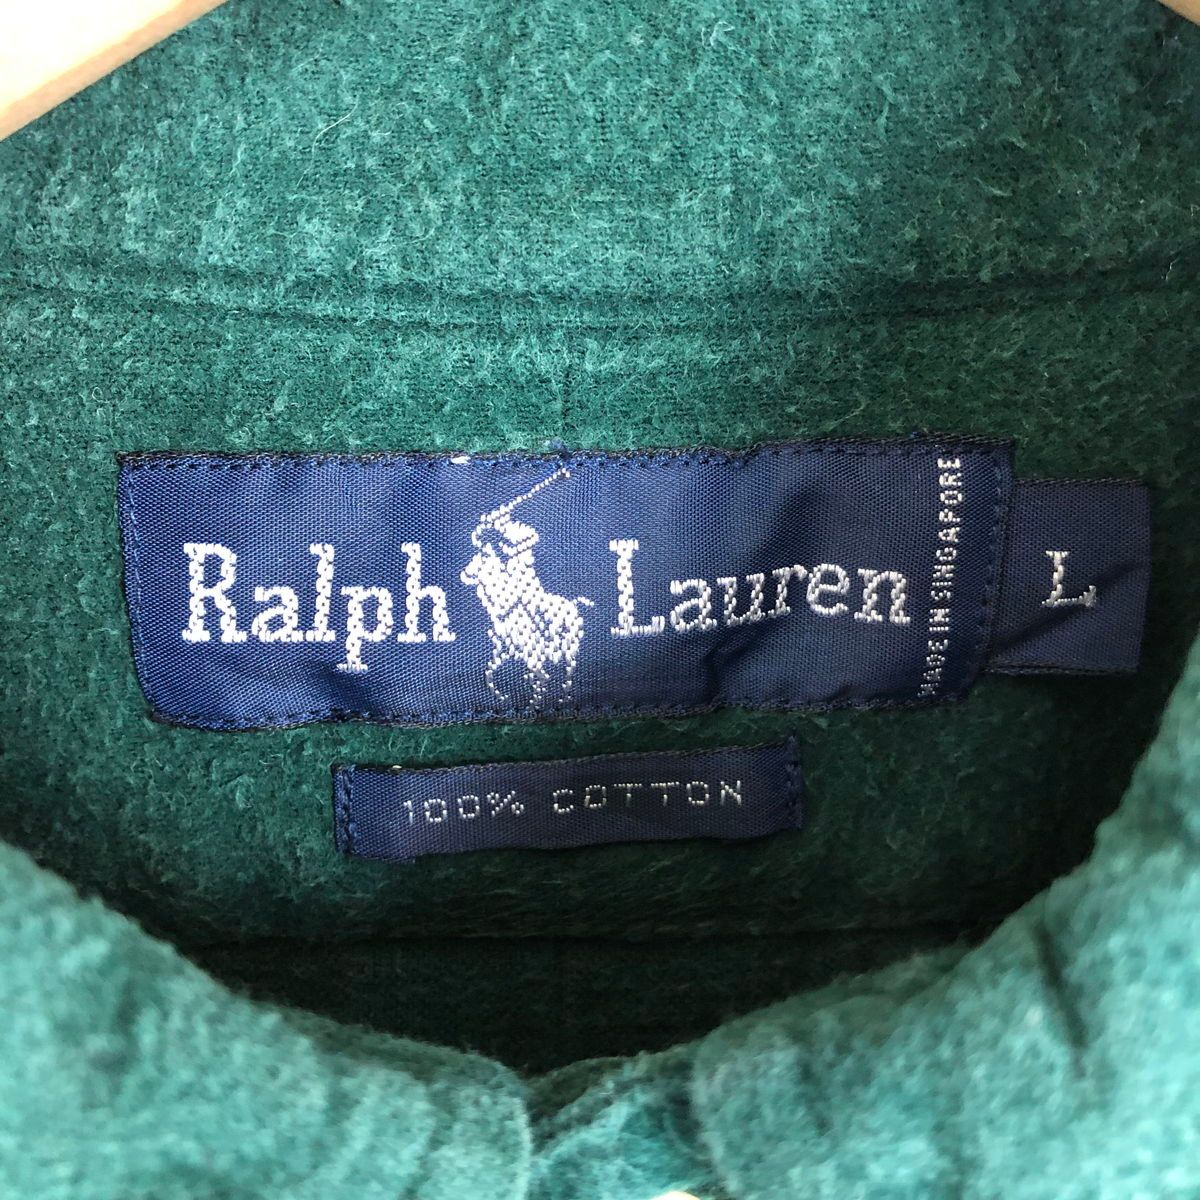 Ralph Lauren
MADE IN SINGAPORE
L
100% COTTON